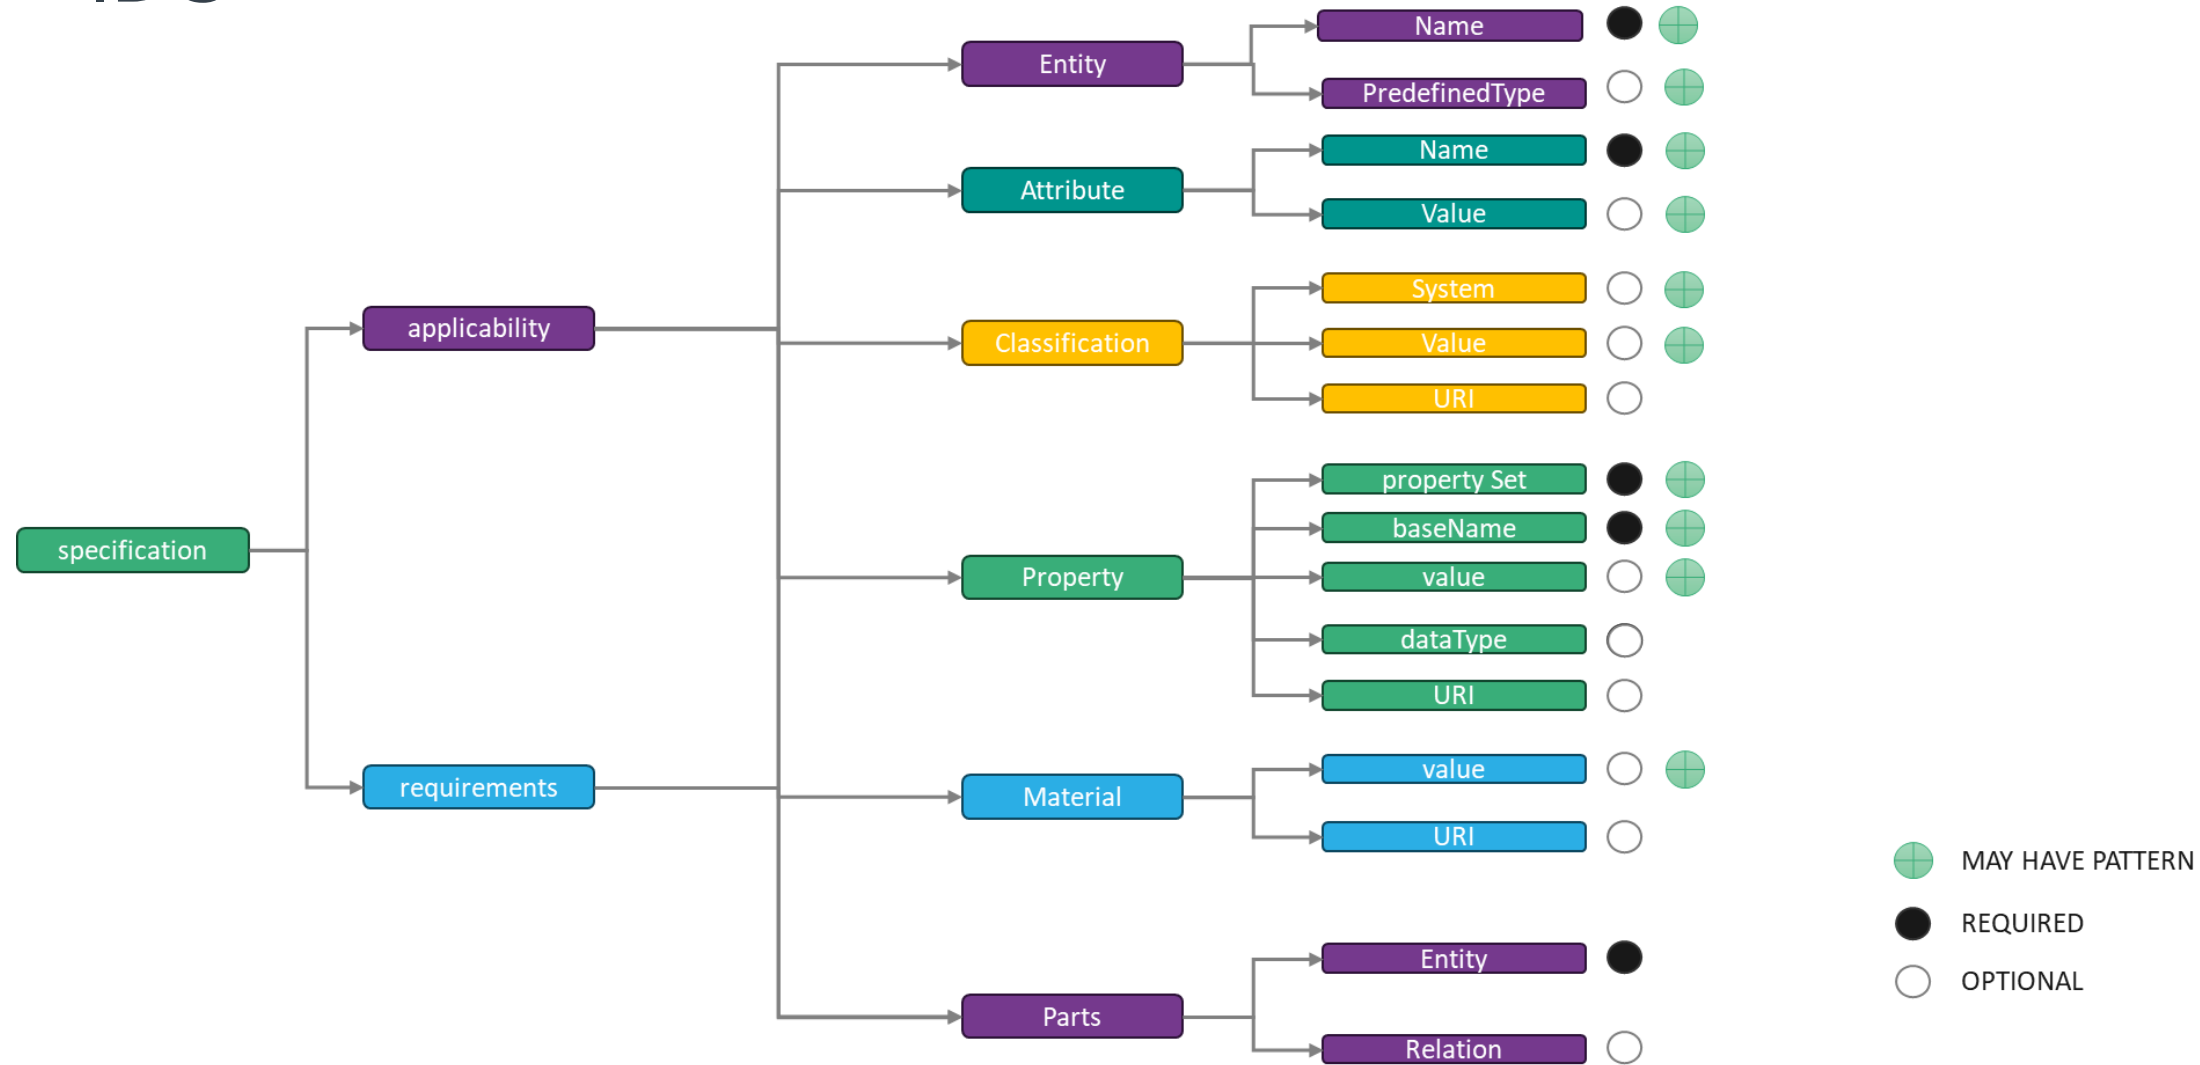 Name
Entity
PredefinedType
Name
Attribute
Value
System
applicability
Classification
Value
URI
property Set
baseName
specification
Property
value
dataType
URI
value
requirements
Material
URI
MAY HAVE PATTERN
REQUIRED
Entity
OPTIONAL
Parts
Relation